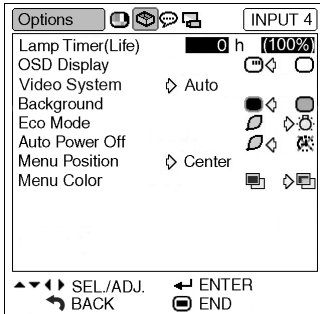 Options INPUT 4
Lamp Timer(Life) 0 h (100%)
OSD Display
Video System Auto
Background
Eco Mode
Auto Power Off
Menu Position Center
Menu Color
SEL./ADJ. ENTER
BACK END